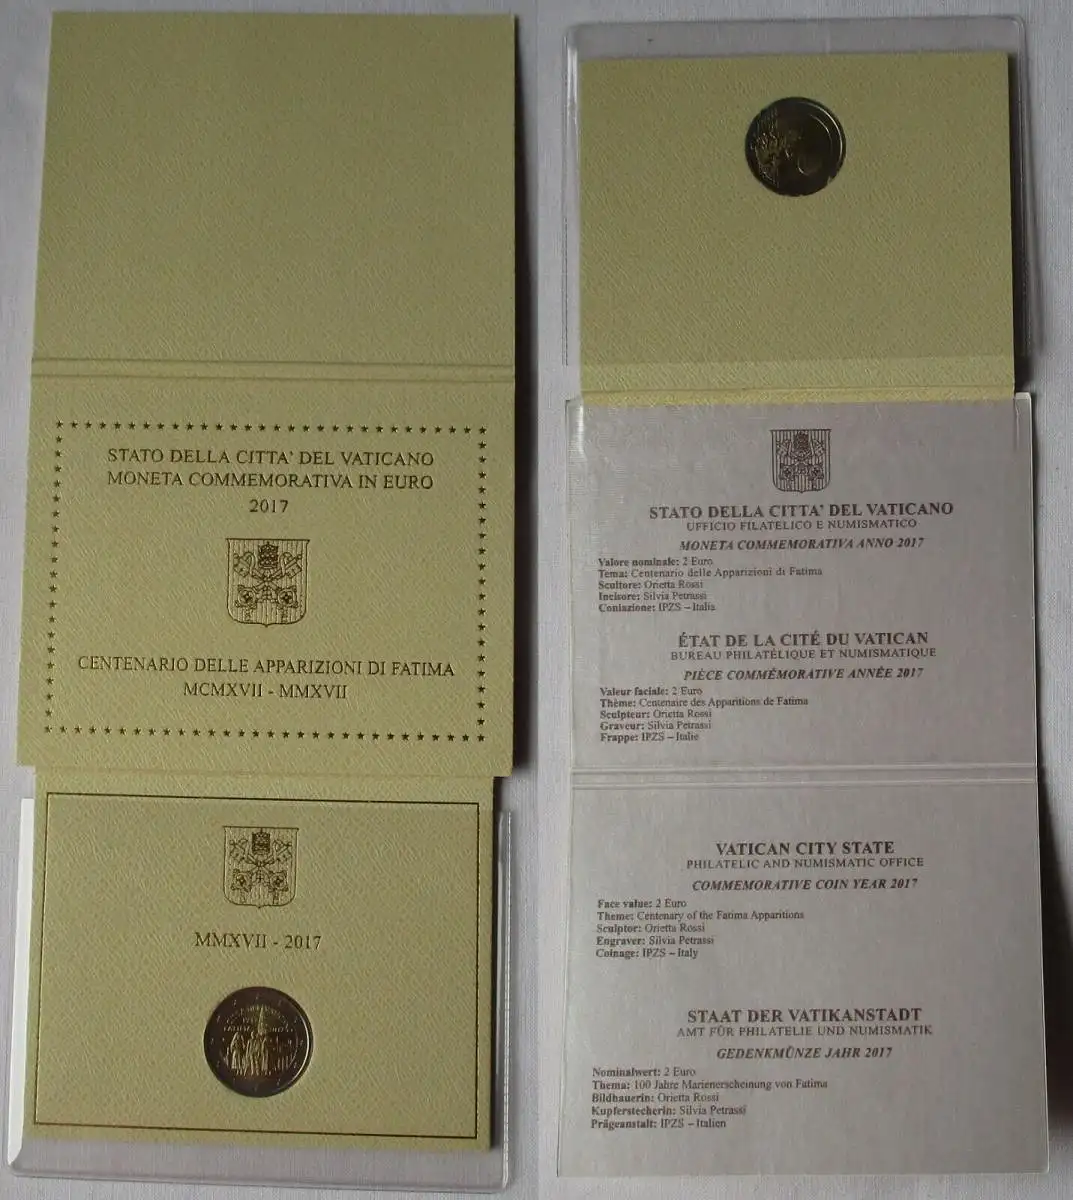 STATO DELLA CITTA' DEL VATICANO
MONETA COMMEMORATIVA IN EURO
2017
CENTENARIO DELLE APPARIZIONI DI FATIMA
MCMXVII - MMXVII
MMXVII - 2017
STATO DELLA CITTA' DEL VATICANO
UFFICIO FILATELICO E NUMISMATICO
MONETA COMMEMORATIVA ANNO 2017
Valore nominale: 2 Euro
Tema: Centenario delle Apparizioni di Fatima
Scultore: Orietta Rossi
Incisore: Silvia Petrassi
Coniazione: IPZS – Italia
ÉTAT DE LA CITÉ DU VATICAN
BUREAU PHILATÉLIQUE ET NUMISMATIQUE
PIÈCE COMMÉMORATIVE ANNÉE 2017
Valeur faciale: 2 Euro
Thème: Centenaire des Apparitions de Fatima
Sculpteur: Orietta Rossi
Graveur: Silvia Petrassi
Frappe: IPZS – Italie
VATICAN CITY STATE
PHILATELIC AND NUMISMATIC OFFICE
COMMEMORATIVE COIN YEAR 2017
Face value: 2 Euro
Theme: Centenary of the Fatima Apparitions
Sculptor: Orietta Rossi
Engraver: Silvia Petrassi
Coinage: IPZS – Italy
STAAT DER VATIKANSTADT
AMT FÜR PHILATELIE UND NUMISMATIK
GEDENKMÜNZE JAHR 2017
Nominalwert: 2 Euro
Thema: 100 Jahre Marienerscheinung von Fatima
Bildhauerin: Orietta Rossi
Kupferstecherin: Silvia Petrassi
Prägeanstalt: IPZS – Italien